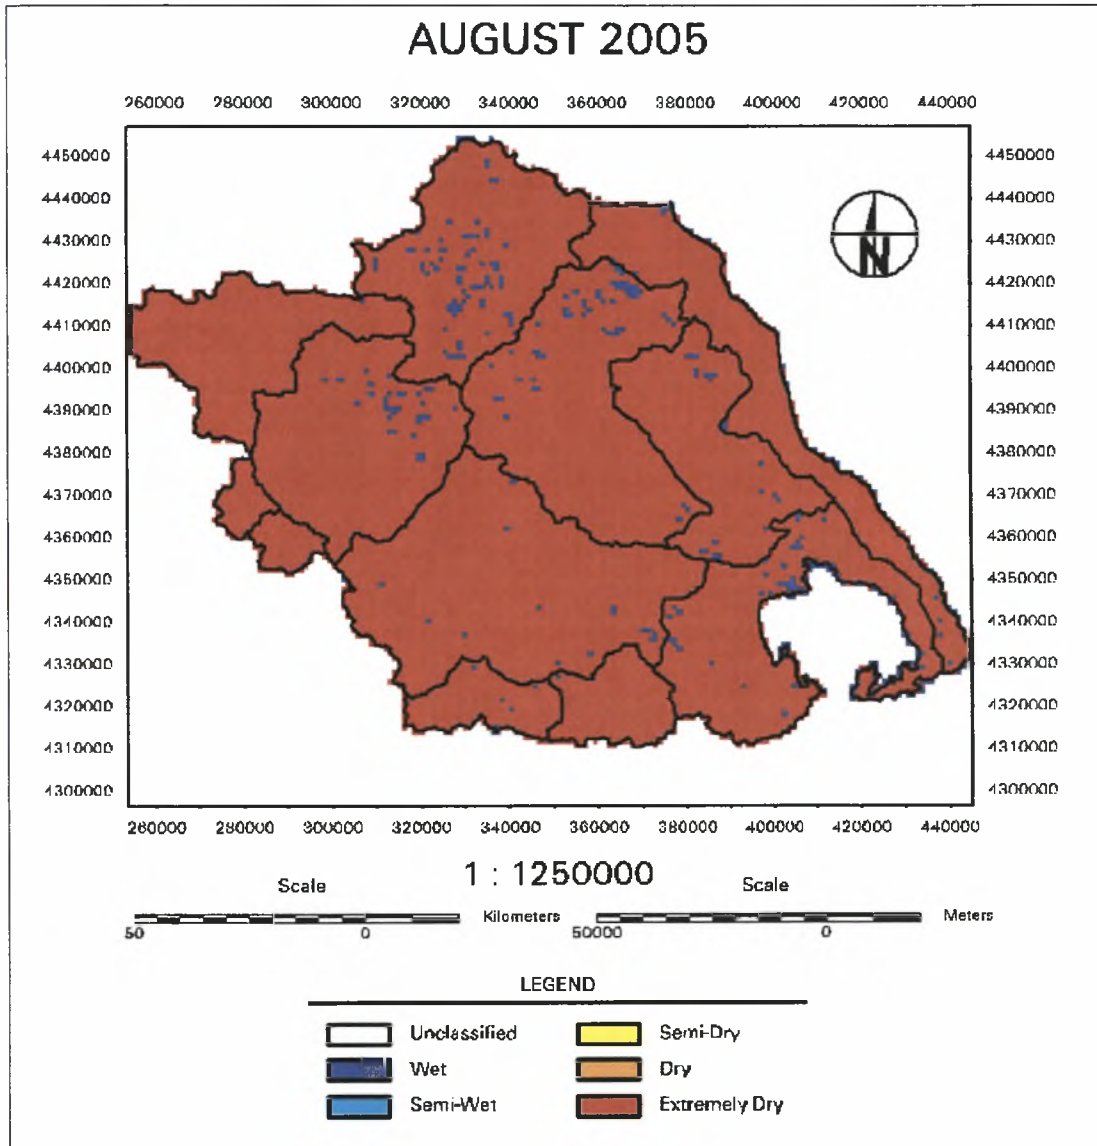 AUGUST 2005
260000 280000 300000 320000 340000 360000 380000 400000 420000 440000
4450000 4450000
4440000 4440000
N
4430000 4430000
4420000 4420000
4410000 4410000
4400000 4400000
4390000 4390000
4380000 4380000
4370000 4370000
4360000 4360000
4350000 4350000
4340000 4340000
4330000 4330000
4320000 4320000
4310000 4310000
4300000 4300000
260000 280000 300000 320000 340000 360000 380000 400000 420000 440000
1 : 1250000
Scale Scale
Kilometers Meters
50 0 50000 0
LEGEND
Unclassified Semi-Dry
Wet Dry
Semi-Wet Extremely Dry